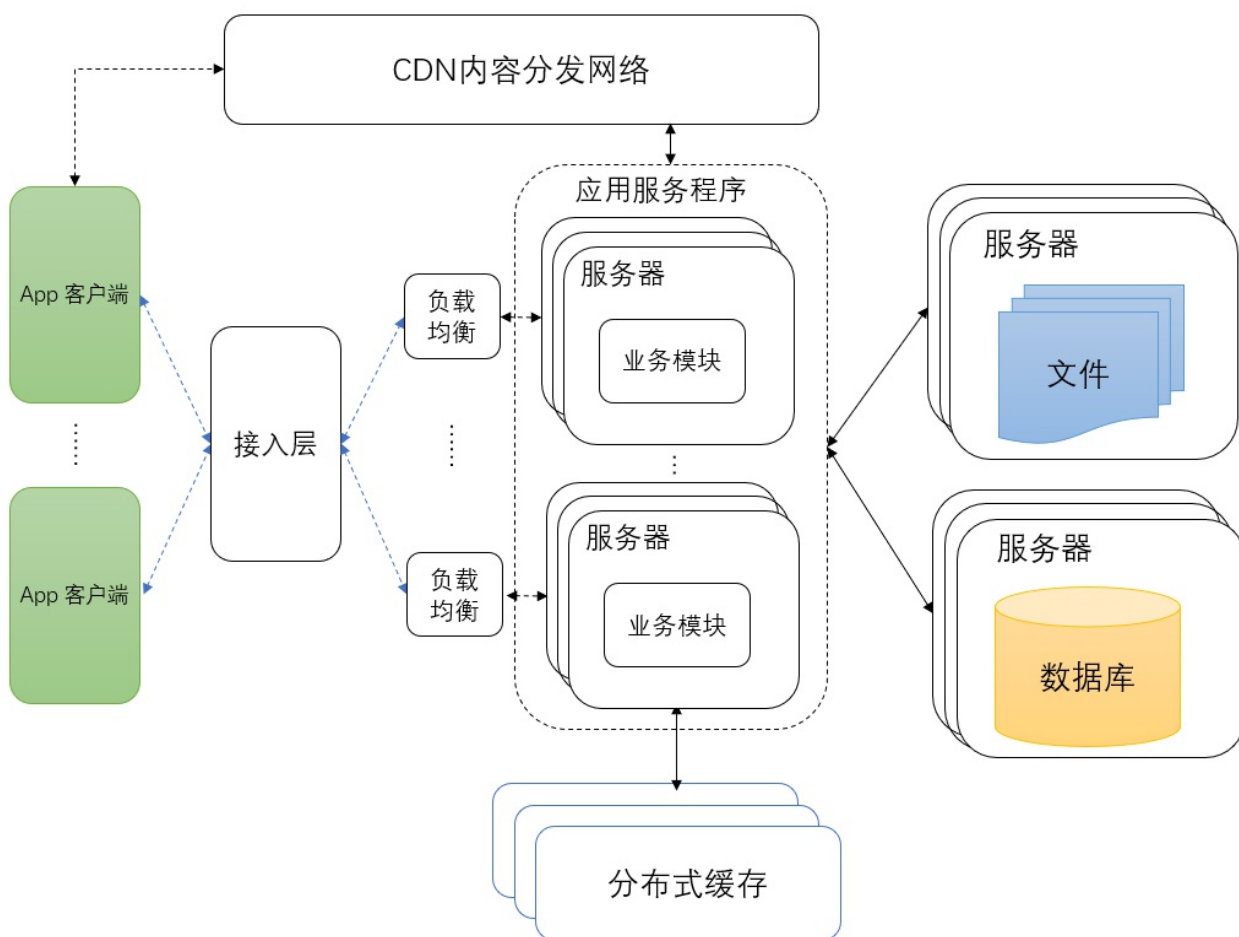 CDN内容分发网络
应用服务程序
App 客户端
接入层
负载
均衡
服务器
业务模块
服务器
文件
App 客户端
负载
均衡
服务器
业务模块
服务器
数据库
分布式缓存